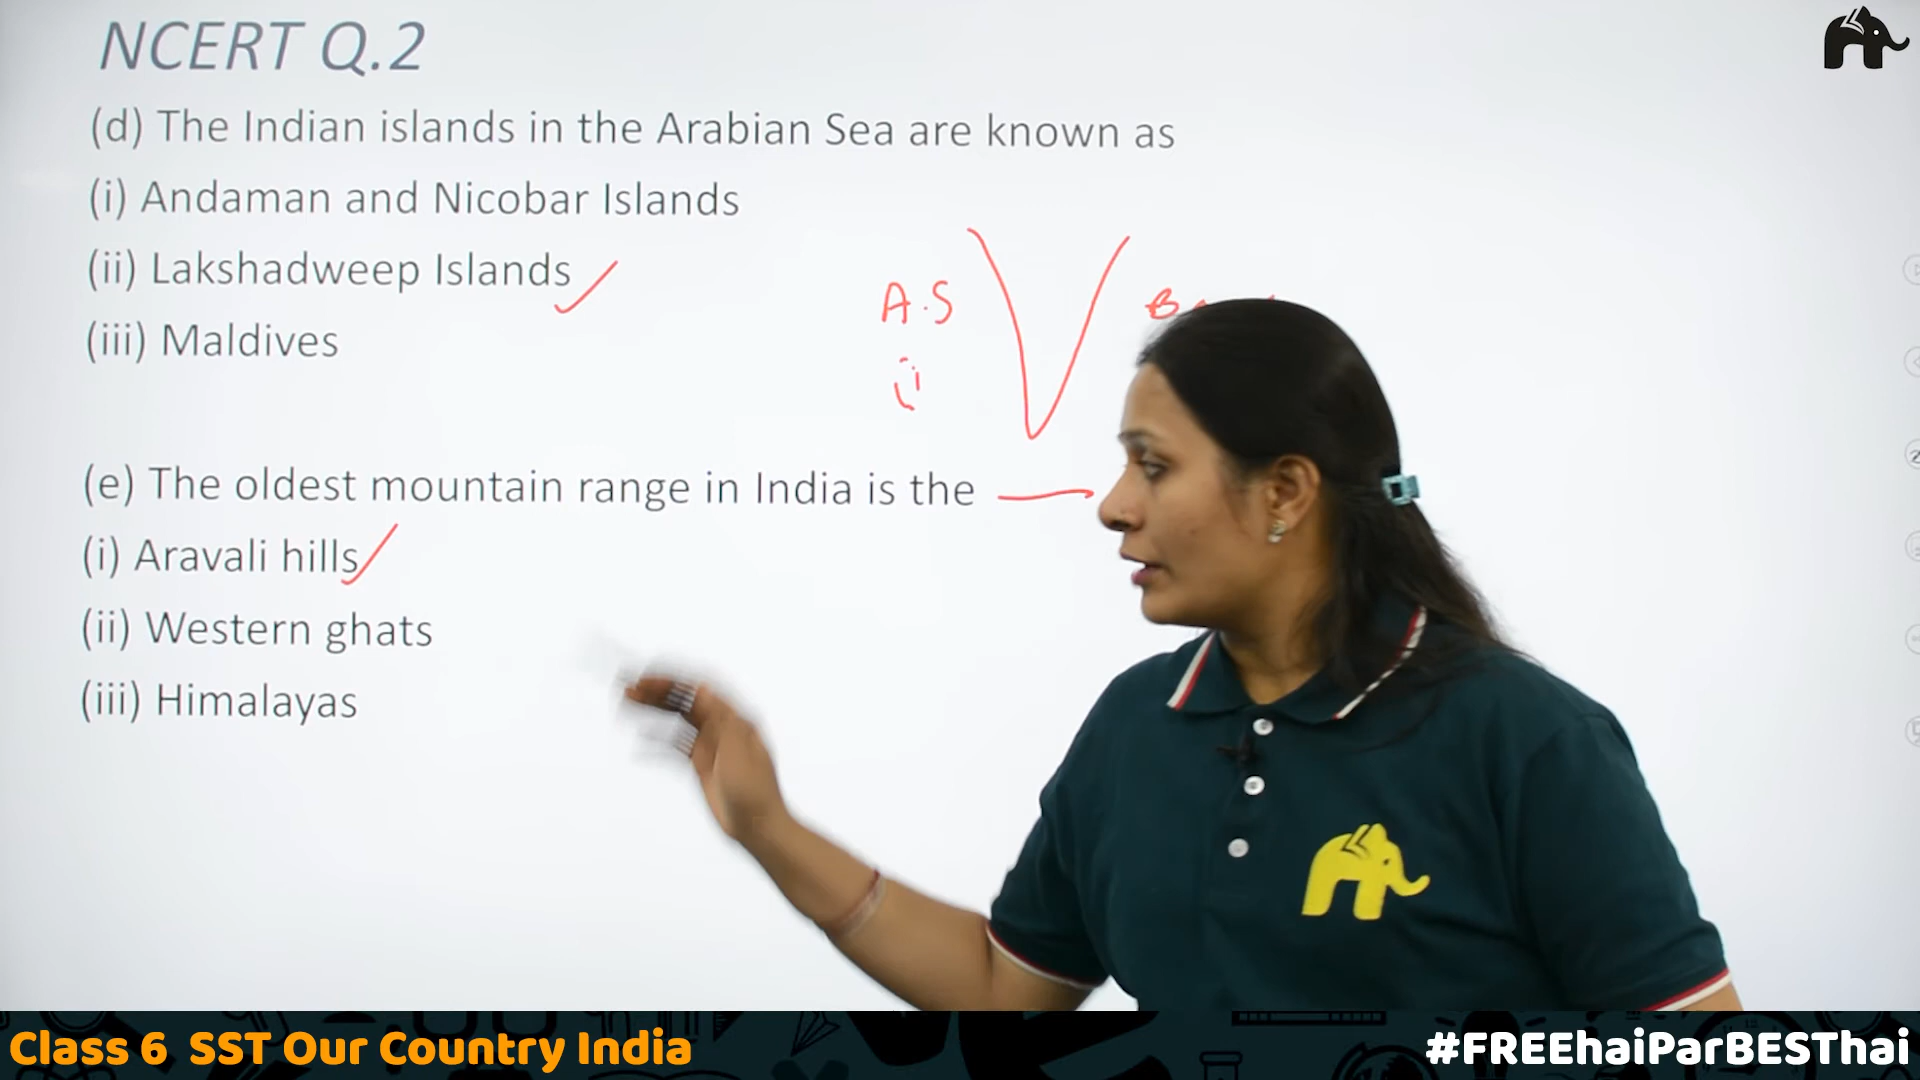 NCERT Q.2
(d) The Indian islands in the Arabian Sea are known as
(i) Andaman and Nicobar Islands
(ii) Lakshadweep Islands
(iii) Maldives
A.S
(e) The oldest mountain range in India is the
(i) Aravali hills
(ii) Western ghats
(iii) Himalayas
Class 6 SST Our Country India
#FREEhaiParBESThai